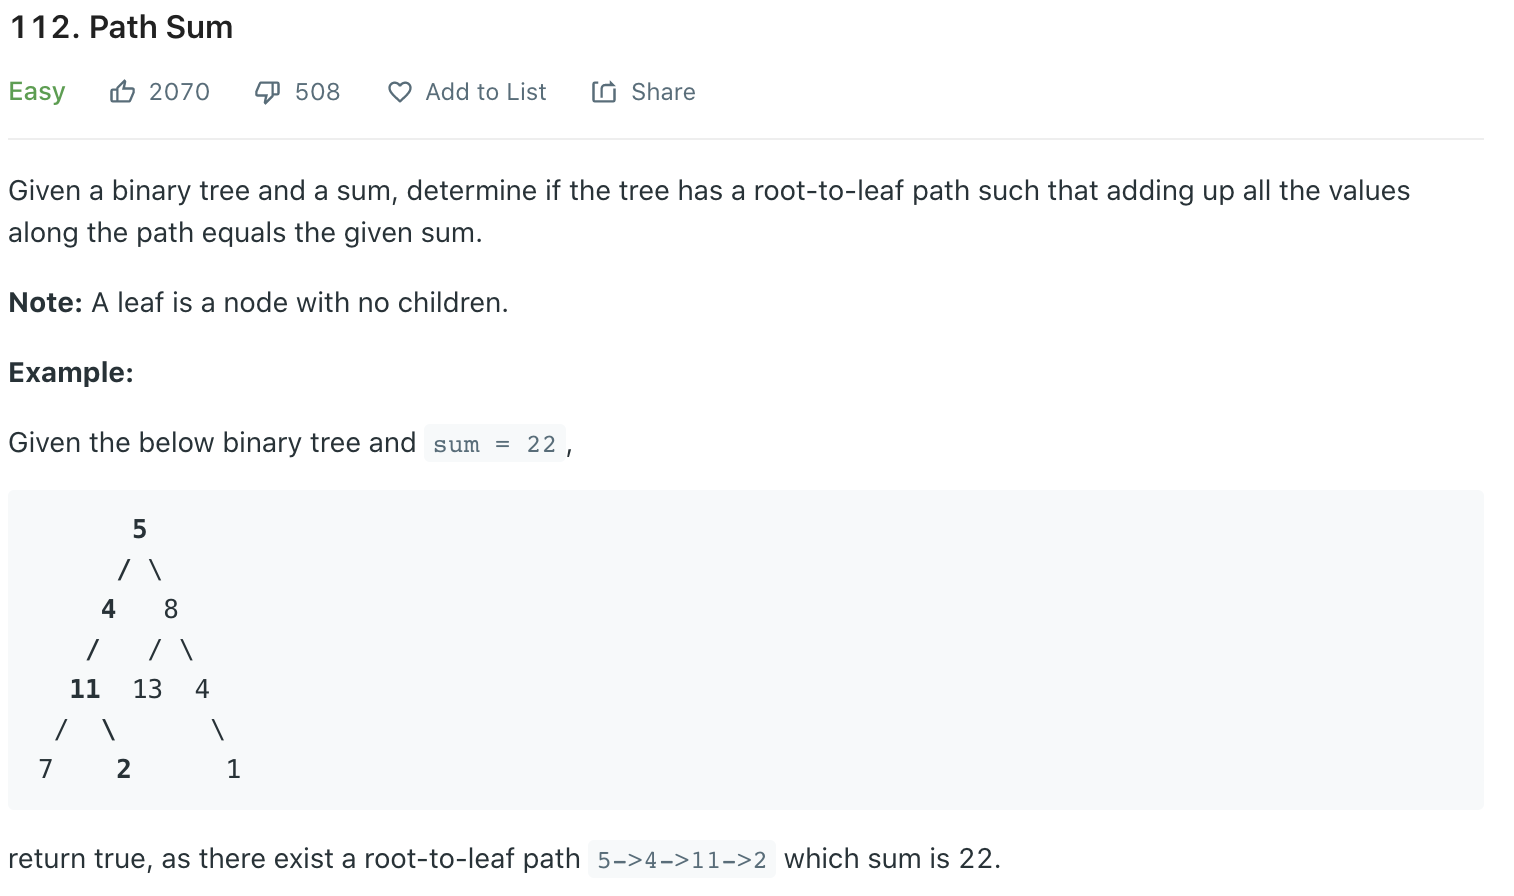 112. Path Sum
Easy 2070 508 Add to List Share
Given a binary tree and a sum, determine if the tree has a root-to-leaf path such that adding up all the values
along the path equals the given sum.
Note: A leaf is a node with no children.
Example:
Given the below binary tree and sum = 22,
      5
     / \
    4   8
   /   / \
  11  13  4
 /  \      \
7    2      1
return true, as there exist a root-to-leaf path 5->4->11->2 which sum is 22.